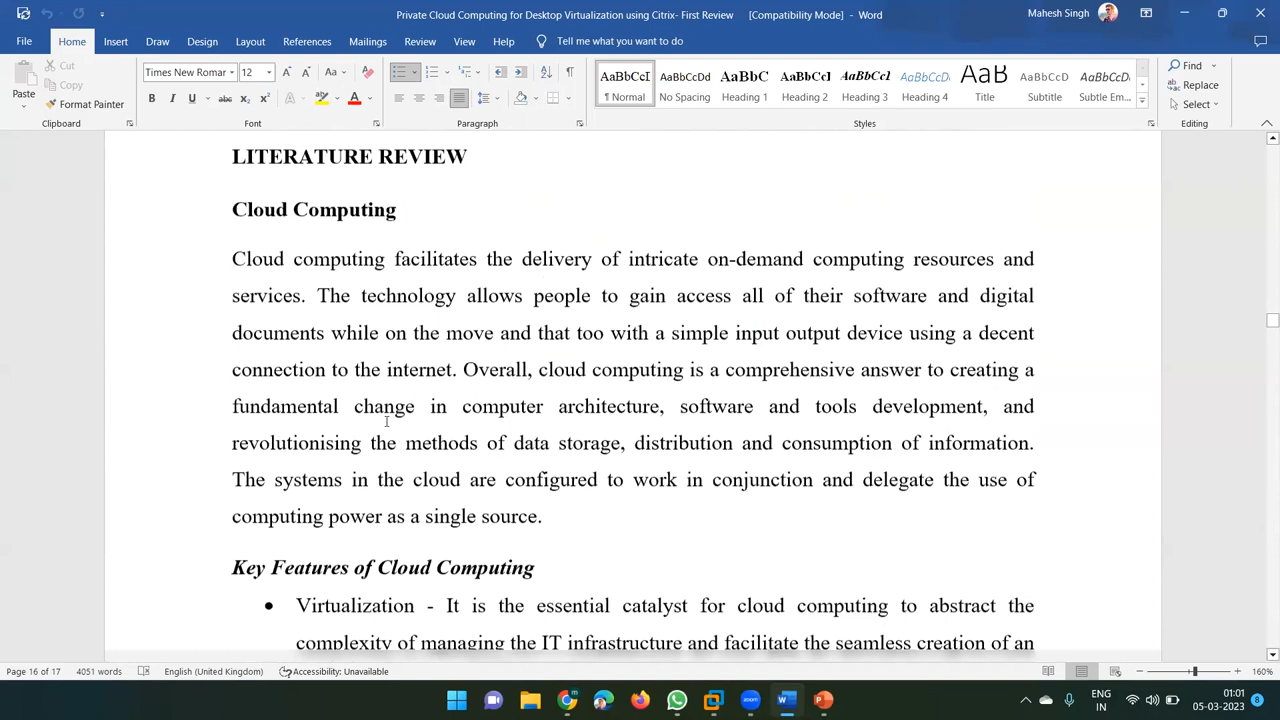 Private Cloud Computing for Desktop Virtualization using Citrix- First Review [Compatibility Mode] - Word
Mahesh Singh
File Home Insert Draw Design Layout References Mailings Review View Help Tell me what you want to do
Paste
Cut
Copy
Format Painter
Clipboard
Times New Roman 12 Aa
B I U abc x₂ x² A ab A
Font
Paragraph
AaBbCcI AaBbCcDd AaBbC AaBbCcI AaBbCcI AaBbCcI AaB AaBbCcD AaBbCcD.
¶ Normal No Spacing Heading 1 Heading 2 Heading 3 Heading 4 Title Subtitle Subtle Em...
Styles
Find
Replace
Select
Editing
LITERATURE REVIEW
Cloud Computing
Cloud computing facilitates the delivery of intricate on-demand computing resources and
services. The technology allows people to gain access all of their software and digital
documents while on the move and that too with a simple input output device using a decent
connection to the internet. Overall, cloud computing is a comprehensive answer to creating a
fundamental change in computer architecture, software and tools development, and
revolutionising the methods of data storage, distribution and consumption of information.
The systems in the cloud are configured to work in conjunction and delegate the use of
computing power as a single source.
Key Features of Cloud Computing
• Virtualization - It is the essential catalyst for cloud computing to abstract the
complexity of managing the IT infrastructure and facilitate the seamless creation of an
Page 16 of 17 4051 words English (United Kingdom) Accessibility: Unavailable 160%
ENG 01:01
IN 05-03-2023